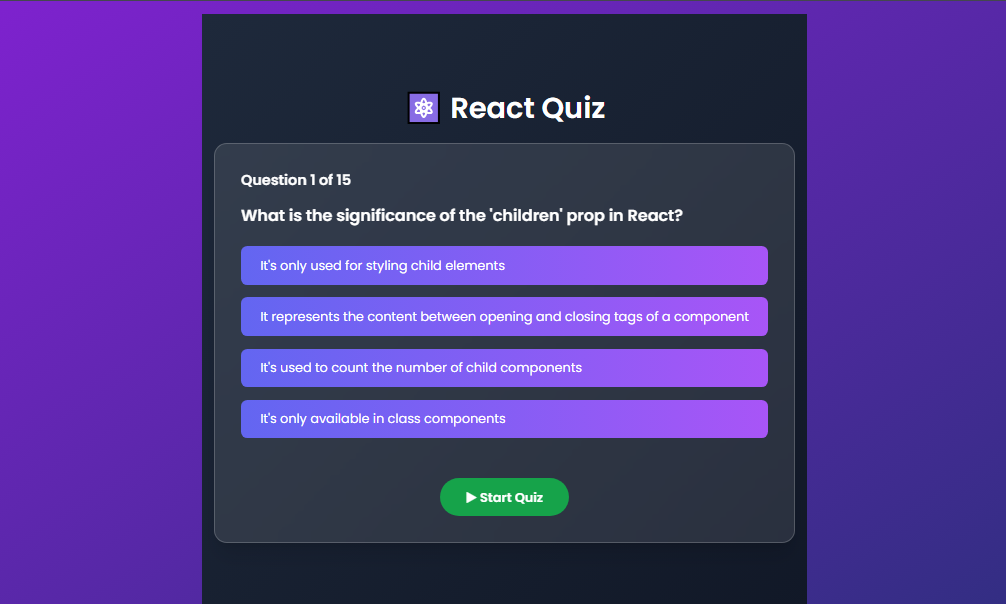 React Quiz
Question 1 of 15
What is the significance of the 'children' prop in React?
It's only used for styling child elements
It represents the content between opening and closing tags of a component
It's used to count the number of child components
It's only available in class components
▶ Start Quiz